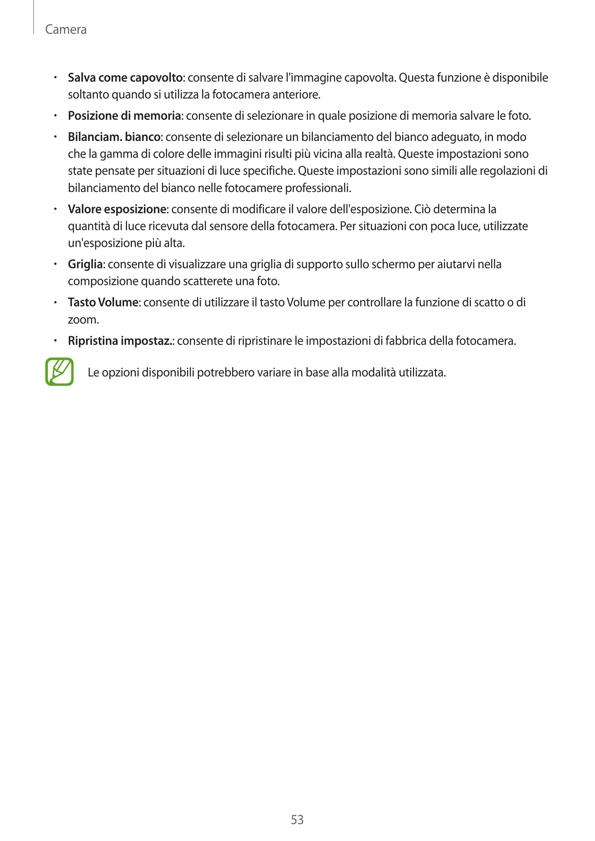 Camera
• Salva come capovolto: consente di salvare l'immagine capovolta. Questa funzione è disponibile
soltanto quando si utilizza la fotocamera anteriore.
• Posizione di memoria: consente di selezionare in quale posizione di memoria salvare le foto.
• Bilanciam. bianco: consente di selezionare un bilanciamento del bianco adeguato, in modo
che la gamma di colore delle immagini risulti più vicina alla realtà. Queste impostazioni sono
state pensate per situazioni di luce specifiche. Queste impostazioni sono simili alle regolazioni di
bilanciamento del bianco nelle fotocamere professionali.
• Valore esposizione: consente di modificare il valore dell'esposizione. Ciò determina la
quantità di luce ricevuta dal sensore della fotocamera. Per situazioni con poca luce, utilizzate
un'esposizione più alta.
• Griglia: consente di visualizzare una griglia di supporto sullo schermo per aiutarvi nella
composizione quando scatterete una foto.
• Tasto Volume: consente di utilizzare il tasto Volume per controllare la funzione di scatto o di
zoom.
• Ripristina impostaz.: consente di ripristinare le impostazioni di fabbrica della fotocamera.
Le opzioni disponibili potrebbero variare in base alla modalità utilizzata.
53